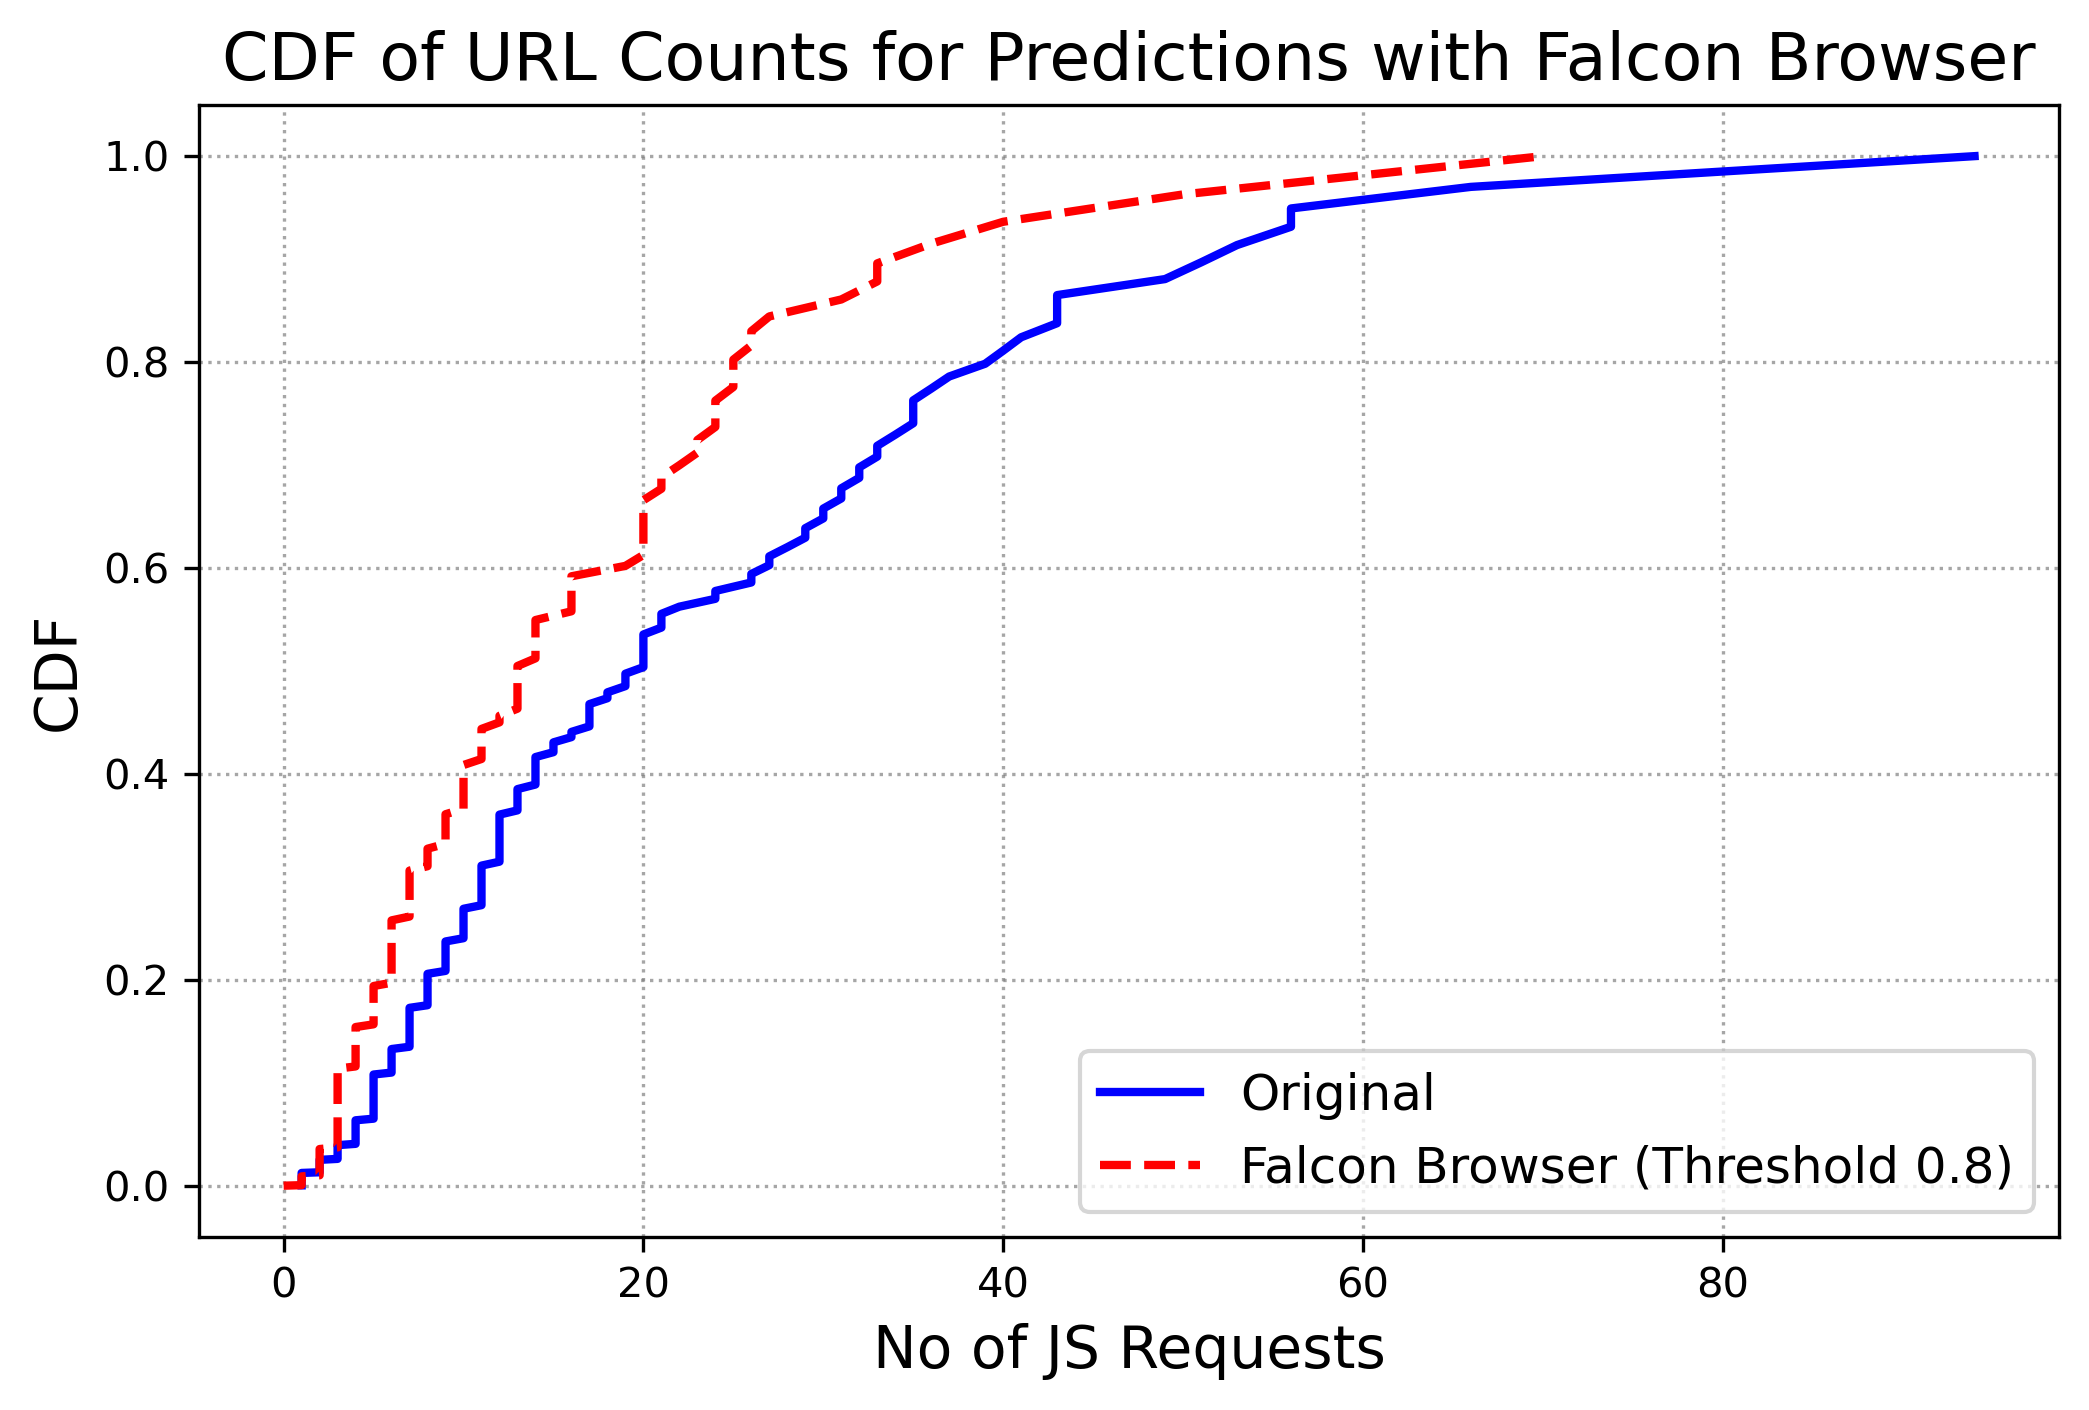 CDF of URL Counts for Predictions with Falcon Browser
1.0
0.8
0.6
0.4
0.2
0.0
CDF
0 20 40 60 80
No of JS Requests
Original
Falcon Browser (Threshold 0.8)